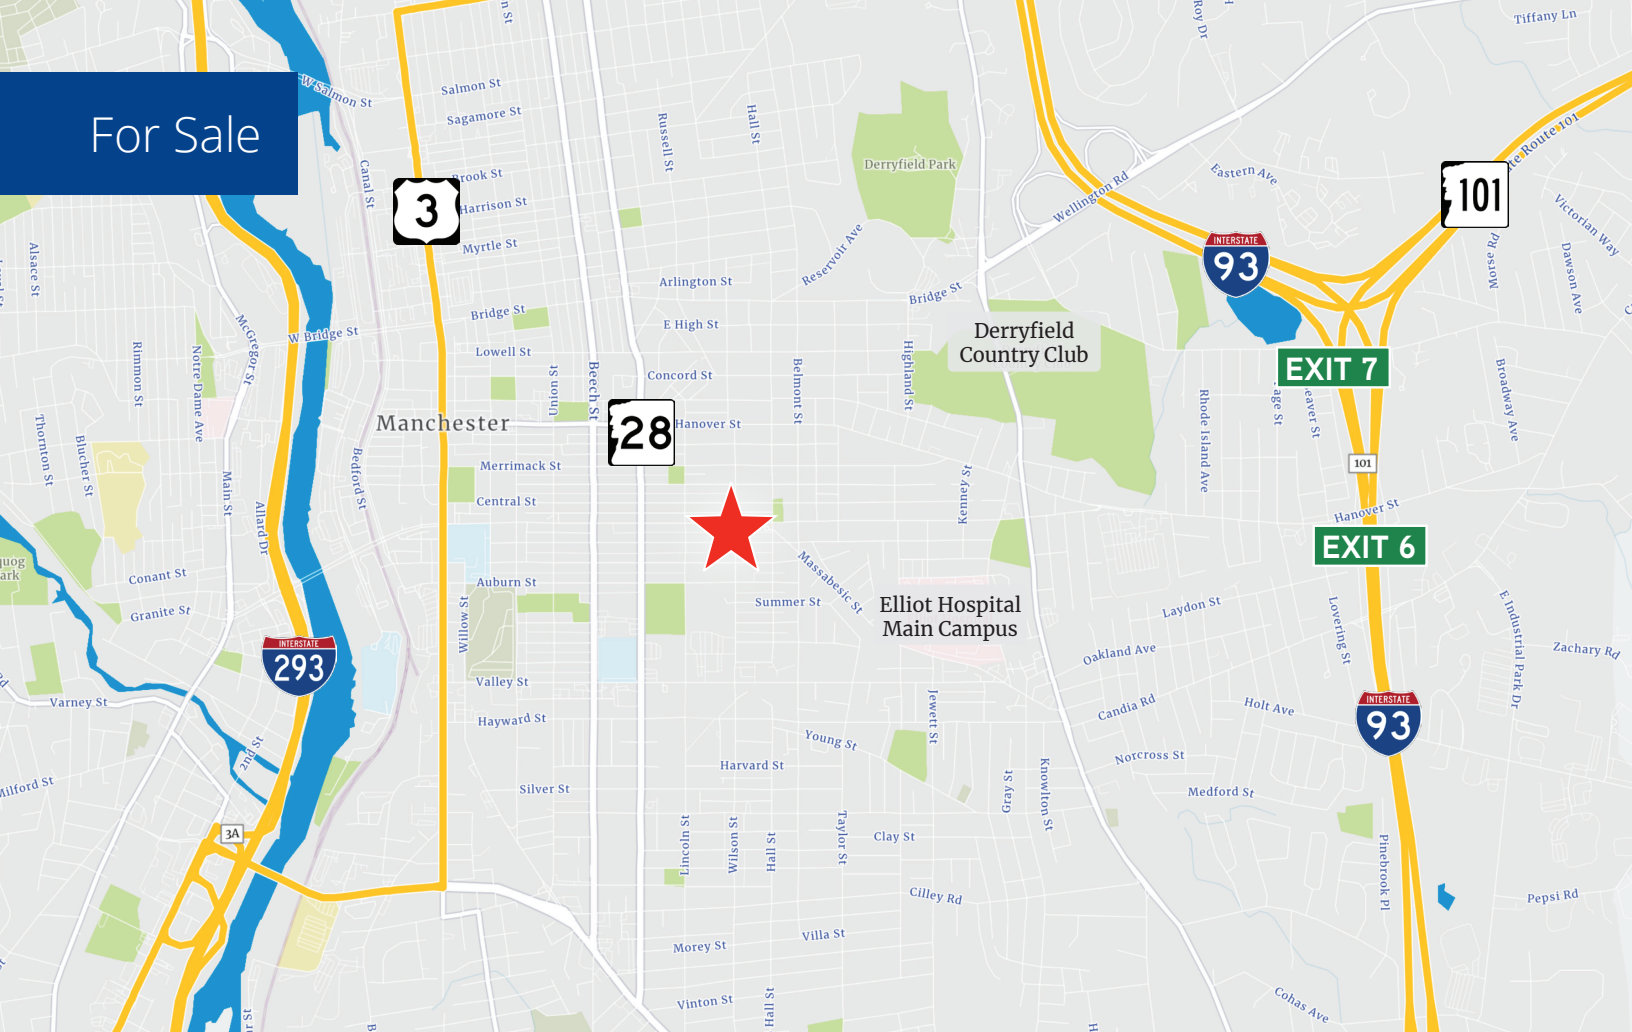 Tiffany Ln
Roy Dr
Salmon St
W Salmon St
Sagamore St
Russell St
Hall St
For Sale
Derryfield Park
State Route 101
Canal St
Brook St
Eastern Ave
101
3
Harrison St
Wellington Rd
Victorian Way
Myrtle St
Reservoir Ave
INTERSTATE
93
Morse Rd
Dawson Ave
Alsace St
Arlington St
Bridge St
Bridge St
E High St
W Bridge St
McGregor St
Derryfield
Country Club
Lowell St
Rimmon St
Notre Dame Ave
Union St
Beech St
Concord St
Belmont St
Highland St
EXIT 7
Rhode Island Ave
Broadway Ave
Manchester
28
Hanover St
Thornton St
Blucher St
Main St
Bedford St
Merrimack St
101
Central St
Kenney St
Hanover St
Allard Dr
EXIT 6
Massabesic St
Conant St
Auburn St
Granite St
Willow St
Summer St
Elliot Hospital
Main Campus
Laydon St
Lovering St
E Industrial Park Dr
INTERSTATE
293
Oakland Ave
Zachary Rd
Varney St
Valley St
Hayward St
Jewett St
Candia Rd
Holt Ave
INTERSTATE
93
2nd St
Young St
Harvard St
Norcross St
Milford St
Silver St
Gray St
Knowlton St
Medford St
3A
Lincoln St
Wilson St
Hall St
Taylor St
Clay St
Pinebrook Pl
Cilley Rd
Pepsi Rd
Morey St
Villa St
Vinton St
Hall St
Cohas Ave